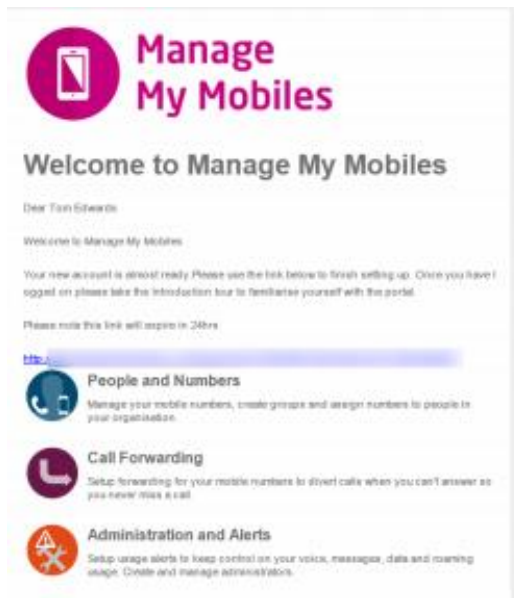 Manage
My Mobiles
Welcome to Manage My Mobiles
Dear Tom Edwards
Welcome to Manage My Mobiles
Your new account is almost ready. Please use the link below to finish setting up. Once you have l
ogged on please take the Introduction tour to familiarise yourself with the portal.
Please note this link will expire in 24hrs
http:/
People and Numbers
Manage your mobile numbers, create groups and assign numbers to people in
your organisation.
Call Forwarding
Setup forwarding for your mobile numbers to divert calls when you can't answer so
you never miss a call.
Administration and Alerts
Setup usage alerts to keep control on your voice, messages, data and roaming
usage. Create and manage administrators.